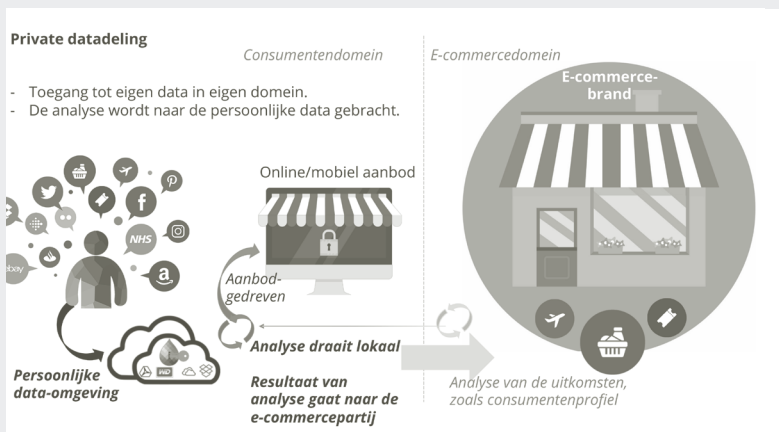 Private datadeling
Consumentendomein
E-commercedomein
- Toegang tot eigen data in eigen domein.
- De analyse wordt naar de persoonlijke data gebracht.
E-commerce-
brand
Online/mobiel aanbod
NHS
ebay
a
Aanbod-
gedreven
Analyse draait lokaal
Resultaat van
analyse gaat naar de
e-commercepartij
Persoonlijke
data-omgeving
WD
Analyse van de uitkomsten,
zoals consumentenprofiel